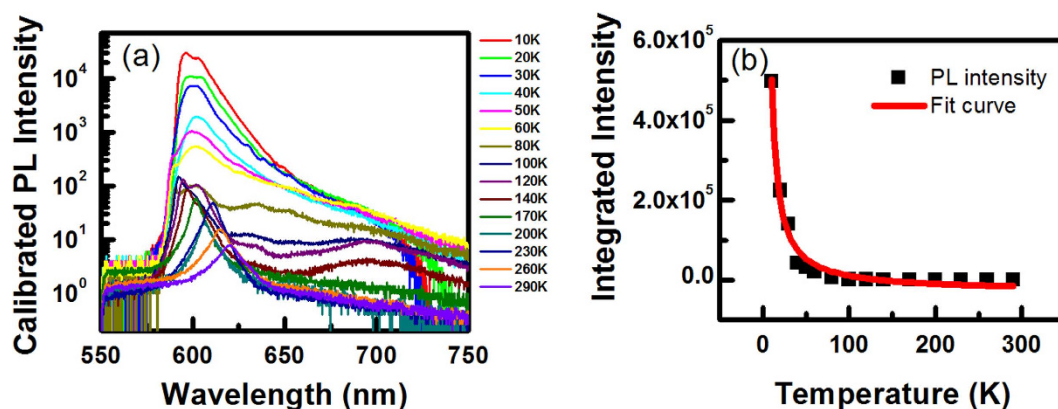 (a)
Calibrated PL Intensity
10⁴
10³
10²
10¹
10⁰
550 600 650 700 750
Wavelength (nm)
10K
20K
30K
40K
50K
60K
80K
100K
120K
140K
170K
200K
230K
260K
290K
(b)
Integrated Intensity
6.0x10⁵
4.0x10⁵
2.0x10⁵
0.0
0 100 200 300
Temperature (K)
PL intensity
Fit curve